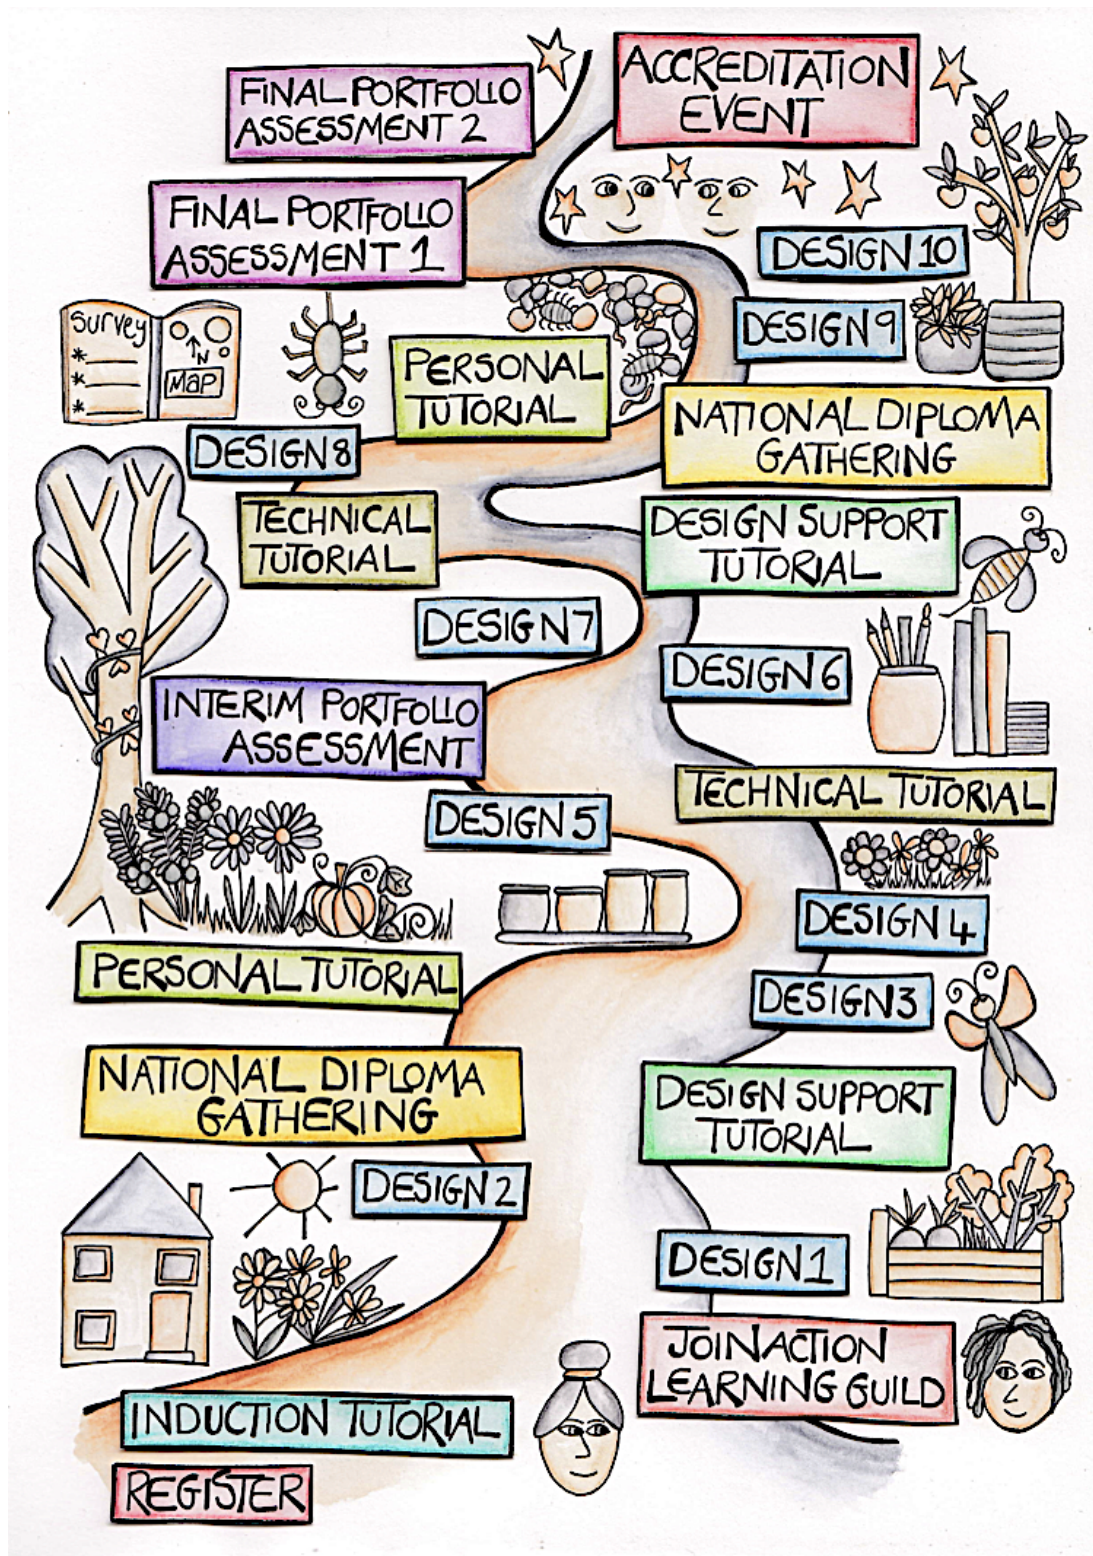 FINAL PORTFOLIO
ASSESSMENT 2
ACCREDITATION
EVENT
FINAL PORTFOLIO
ASSESSMENT 1
DESIGN 10
DESIGN 9
Survey
N
Map
PERSONAL
TUTORIAL
NATIONAL DIPLOMA
GATHERING
DESIGN 8
TECHNICAL
TUTORIAL
DESIGN SUPPORT
TUTORIAL
DESIGN 7
DESIGN 6
INTERIM PORTFOLIO
ASSESSMENT
TECHNICAL TUTORIAL
DESIGN 5
DESIGN 4
PERSONAL TUTORIAL
DESIGN 3
NATIONAL DIPLOMA
GATHERING
DESIGN SUPPORT
TUTORIAL
DESIGN 2
DESIGN 1
JOIN ACTION
LEARNING GUILD
INDUCTION TUTORIAL
REGISTER